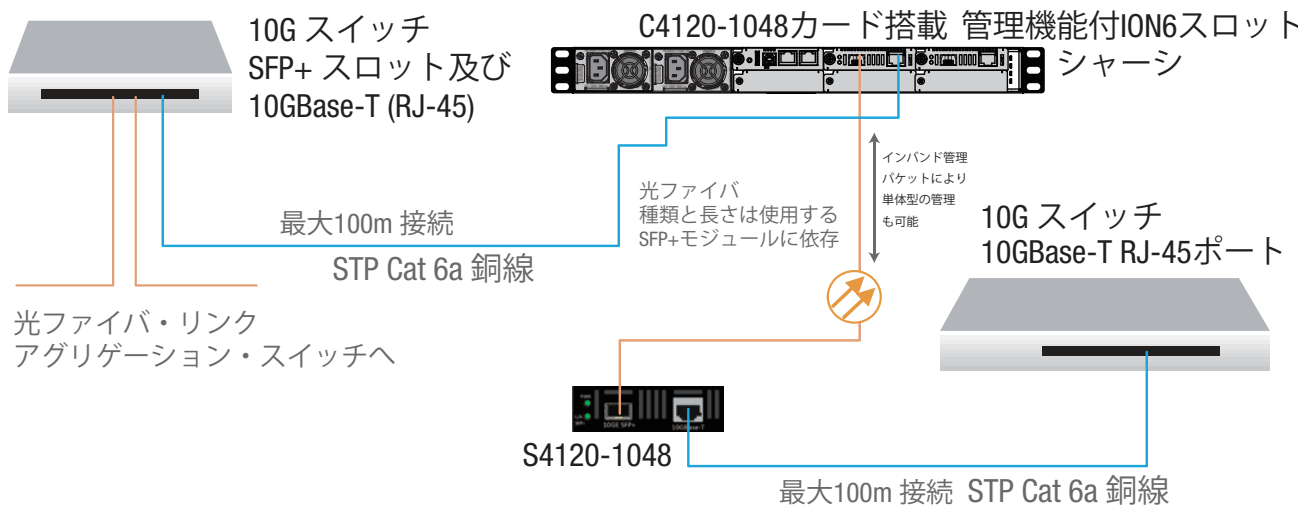 10G スイッチ
SFP+ スロット及び
10GBase-T (RJ-45)
C4120-1048カード搭載 管理機能付ION6スロット
シャーシ
インバンド管理
パケットにより
単体型の管理
も可能
光ファイバ
種類と長さは使用する
SFP+モジュールに依存
最大100m 接続
STP Cat 6a 銅線
10G スイッチ
10GBase-T RJ-45ポート
光ファイバ・リンク
アグリゲーション・スイッチへ
PWR
10GE SFP+
10GBase-T
S4120-1048
最大100m 接続 STP Cat 6a 銅線